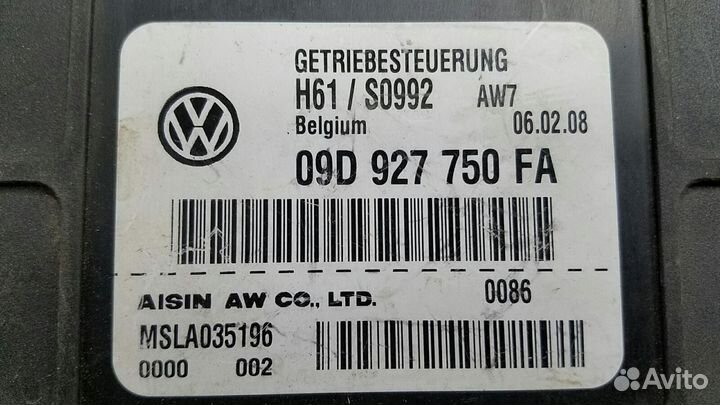 GETRIEBESTEUERUNG
H61 / S0992 AW7
Belgium 06.02.08
09D 927 750 FA
AISIN AW CO., LTD. 0086
MSLA035196
0000 002
Avito